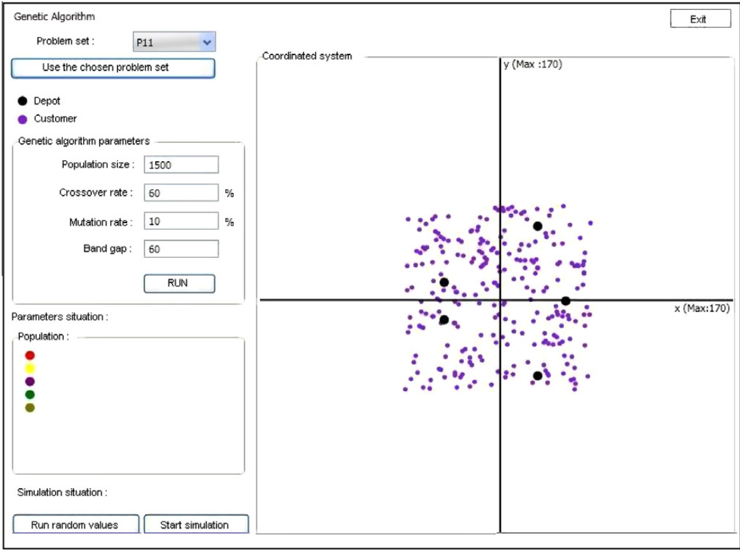 Genetic Algorithm
Exit
Problem set :
P11
Use the chosen problem set
Depot
Customer
Genetic algorithm parameters
Population size :
1500
Crossover rate :
60
%
Mutation rate :
10
%
Band gap :
60
RUN
Parameters situation :
Population :
Simulation situation :
Run random values
Start simulation
Coordinated system
y (Max :170)
x (Max:170)